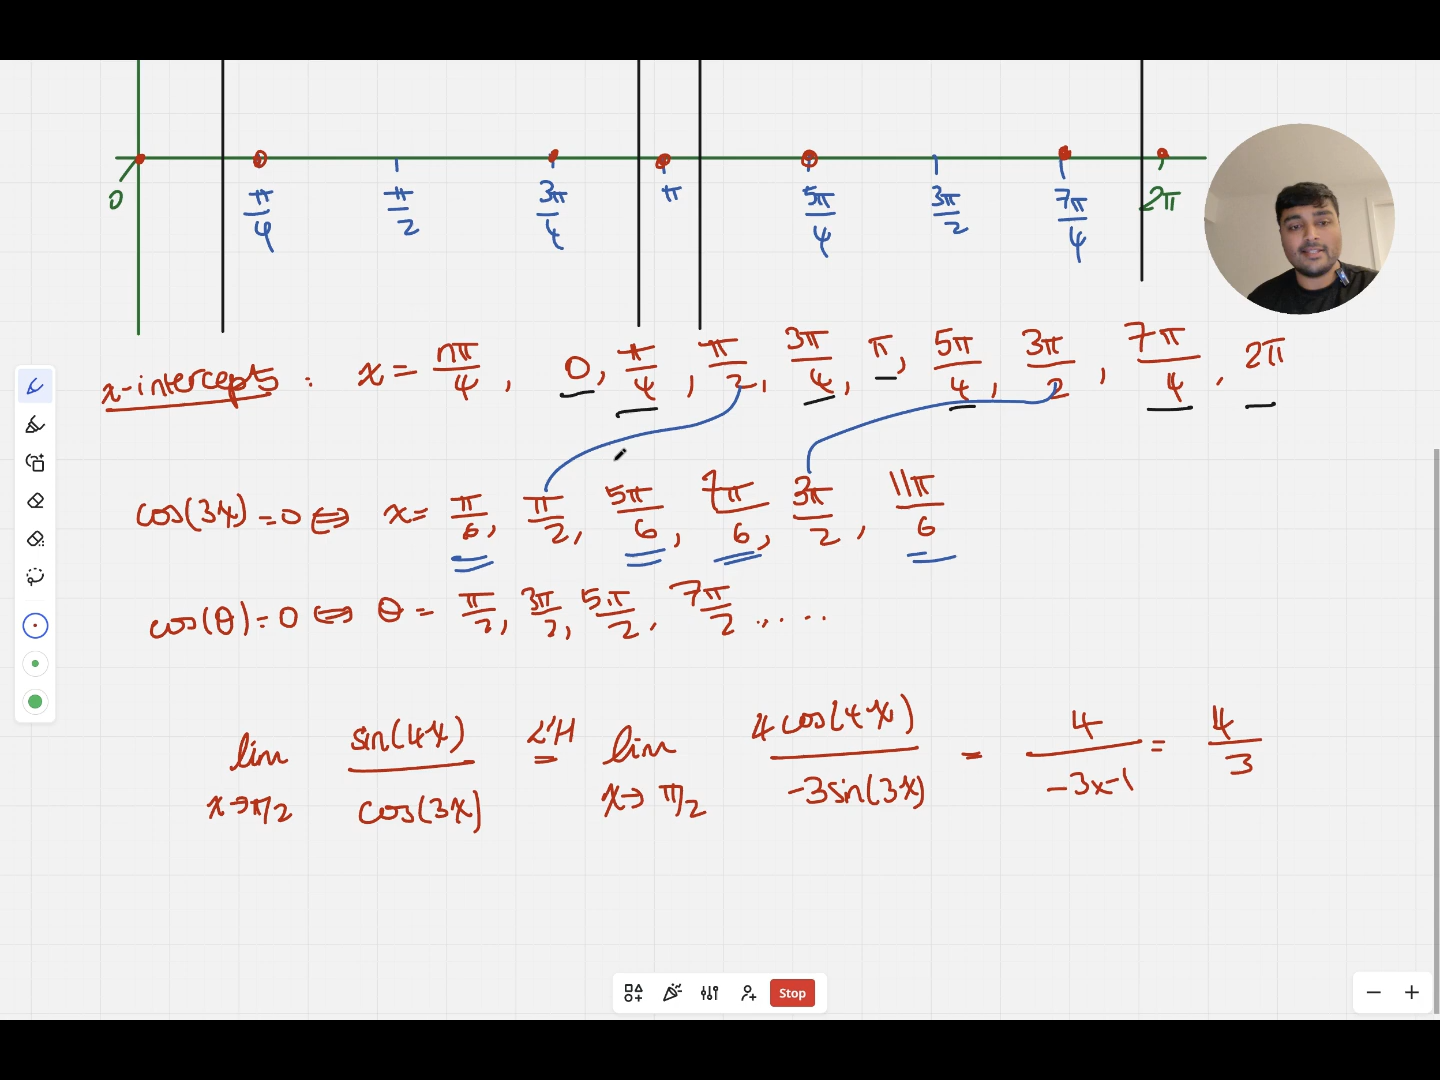 0 π/4 π/2 3π/4 π 5π/4 3π/2 7π/4 2π
x-intercepts : x = nπ/4 , 0, π/4 , π/2, 3π/4, π, 5π/4, 3π/2 , 7π/4 , 2π
cos(3x) = 0 ⇔ x = π/6, π/2, 5π/6, 7π/6, 3π/2, 11π/6
cos(θ) = 0 ⇔ θ = π/2, 3π/2, 5π/2, 7π/2 , ....
lim x→π/2 sin(4x)/cos(3x) L'H = lim x→π/2 4cos(4x)/-3sin(3x) = 4/-3x-1 = 4/3
Stop